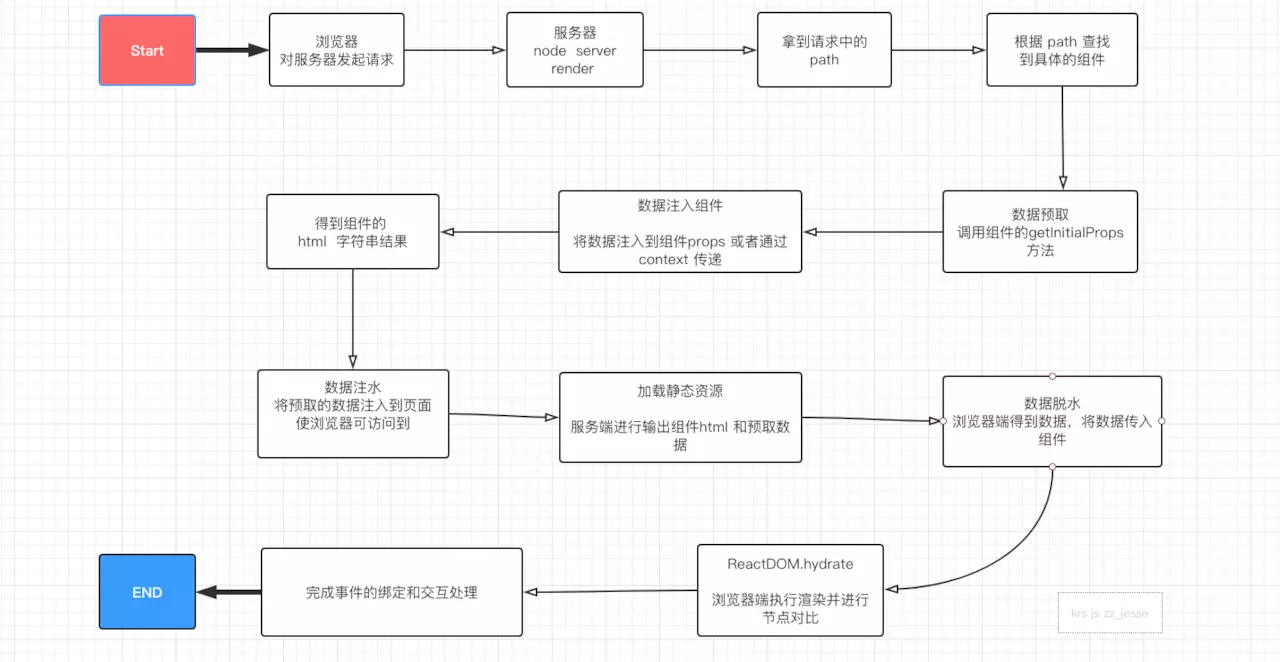 Start
浏览器
对服务器发起请求
服务器
node server
render
拿到请求中的
path
根据 path 查找
到具体的组件
数据预取
调用组件的getInitialProps
方法
数据注入组件
将数据注入到组件props 或者通过
context 传递
得到组件的
html 字符串结果
数据注水
将预取的数据注入到页面
使浏览器可访问到
加载静态资源
服务端进行输出组件html 和预取数
据
数据脱水
浏览器端得到数据，将数据传入
组件
ReactDOM.hydrate
浏览器端执行渲染并进行
节点对比
完成事件的绑定和交互处理
END
krs.js zz_jesse